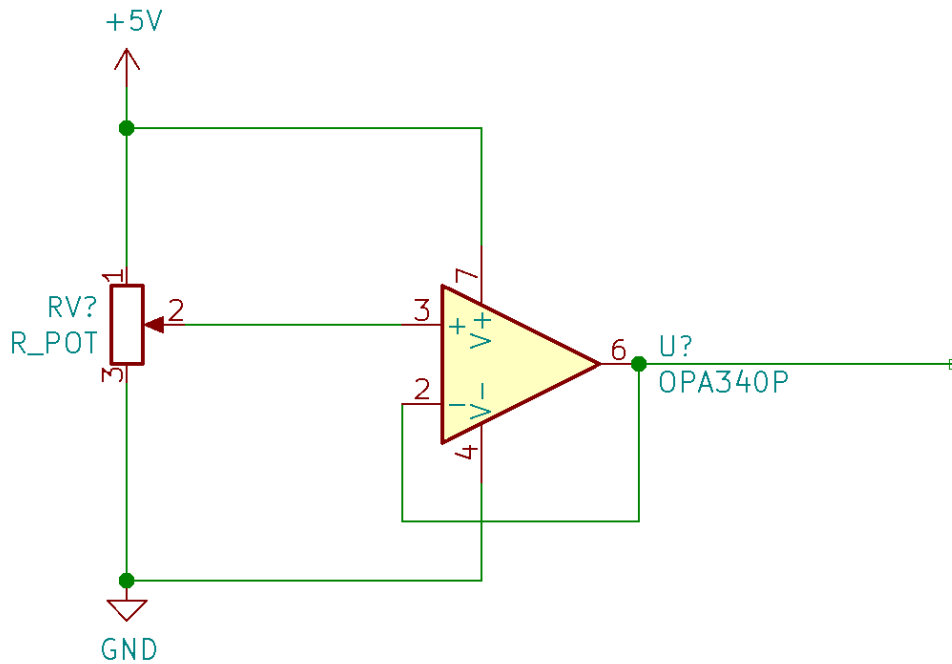 +5V
1
RV?
R_POT
2
3
GND
3
+
7
V+
2
-
V-
4
6
U?
OPA340P